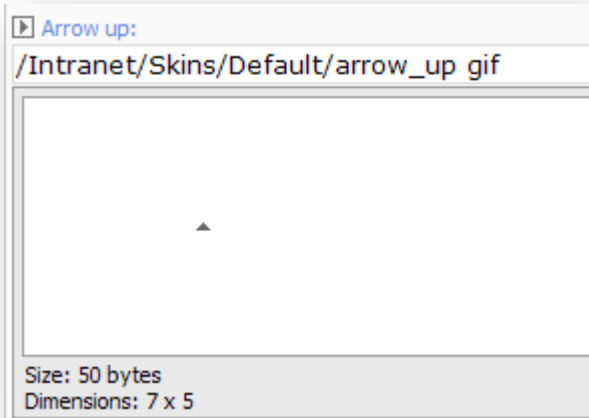 Arrow up:
/Intranet/Skins/Default/arrow_up gif
Size: 50 bytes
Dimensions: 7 x 5